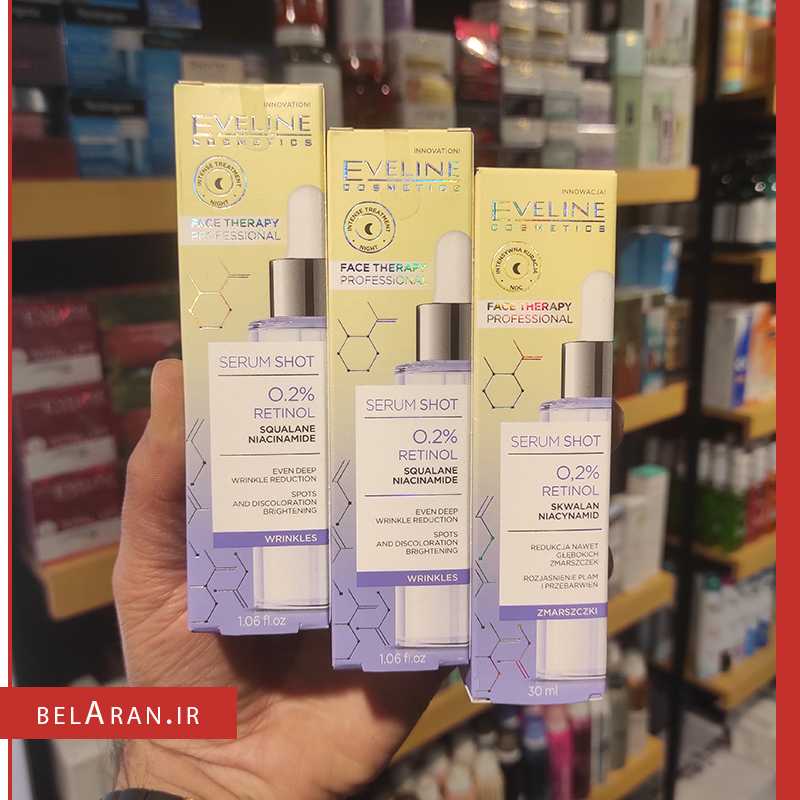 INNOVATION!
EVELINE
COSMETICS
INTENSE TREATMENT
NIGHT
FACE THERAPY
PROFESSIONAL
SERUM SHOT
0.2%
RETINOL
SQUALANE
NIACINAMIDE
EVEN DEEP
WRINKLE REDUCTION
SPOTS
AND DISCOLORATION
BRIGHTENING
WRINKLES
1.06 fl.oz
INNOVATION!
EVELINE
COSMETICS
INTENSE TREATMENT
NIGHT
FACE THERAPY
PROFESSIONAL
SERUM SHOT
0.2%
RETINOL
SQUALANE
NIACINAMIDE
EVEN DEEP
WRINKLE REDUCTION
SPOTS
AND DISCOLORATION
BRIGHTENING
WRINKLES
1.06 fl.oz
INNOWACJA!
EVELINE
COSMETICS
INTENSYWNA KURACJA
NOC
FACE THERAPY
PROFESSIONAL
SERUM SHOT
0,2%
RETINOL
SKWALAN
NIACYNAMID
REDUKCJA NAWET
GŁĘBOKICH
ZMARSZCZEK
ROZJAŚNIENIE PLAM
I PRZEBARWIEŃ
ZMARSZCZKI
30 ml
BELARAN.IR